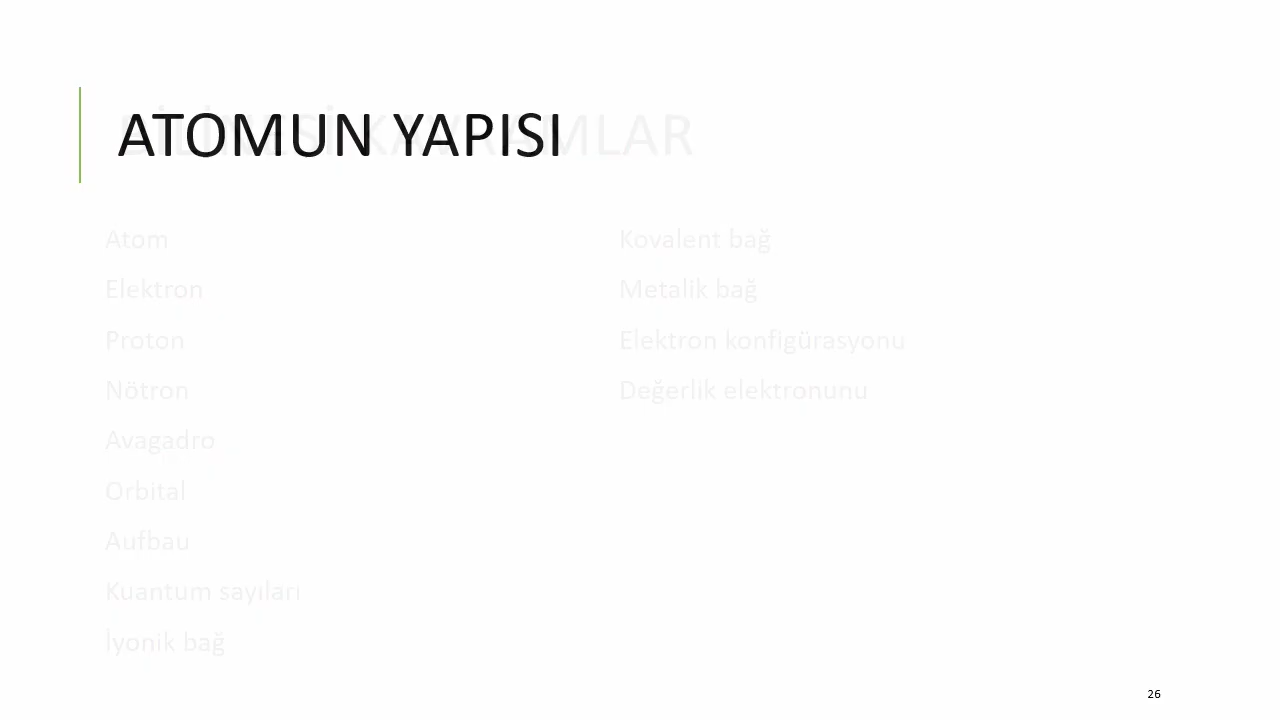 ATOMUN YAPISI
KAVRAMLAR
Atom
Elektron
Proton
Nötron
Avagadro
Orbital
Aufbau
Kuantum sayıları
İyonik bağ
Kovalent bağ
Metalik bağ
Elektron konfigürasyonu
Değerlik elektronunu
26